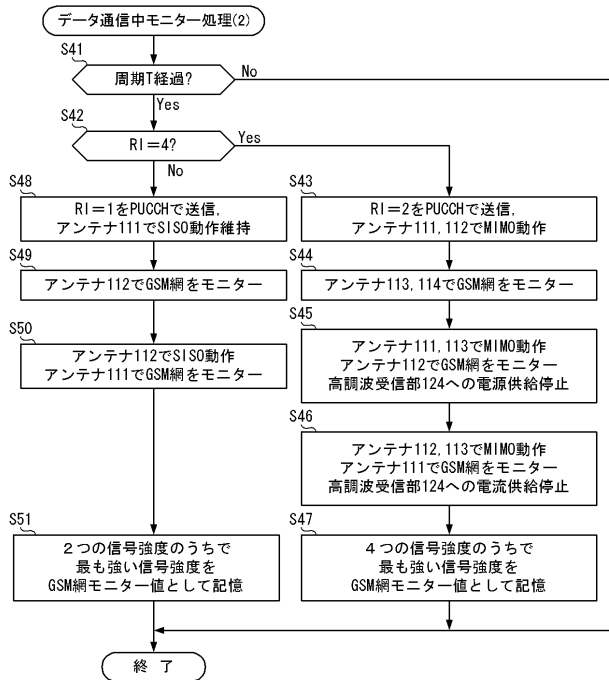 データ通信中モニター処理(2)
S41
周期T経過?
No
Yes
S42
RI=4?
Yes
No
S48
RI=1をPUCCHで送信,
アンテナ111でSISO動作維持
S43
RI=2をPUCCHで送信,
アンテナ111,112でMIMO動作
S49
アンテナ112でGSM網をモニター
S44
アンテナ113,114でGSM網をモニター
S50
アンテナ112でSISO動作
アンテナ111でGSM網をモニター
S45
アンテナ111,113でMIMO動作
アンテナ112でGSM網をモニター
高調波受信部124への電源供給停止
S46
アンテナ112,113でMIMO動作
アンテナ111でGSM網をモニター
高調波受信部124への電流供給停止
S51
2つの信号強度のうちで
最も強い信号強度を
GSM網モニター値として記憶
S47
4つの信号強度のうちで
最も強い信号強度を
GSM網モニター値として記憶
終 了